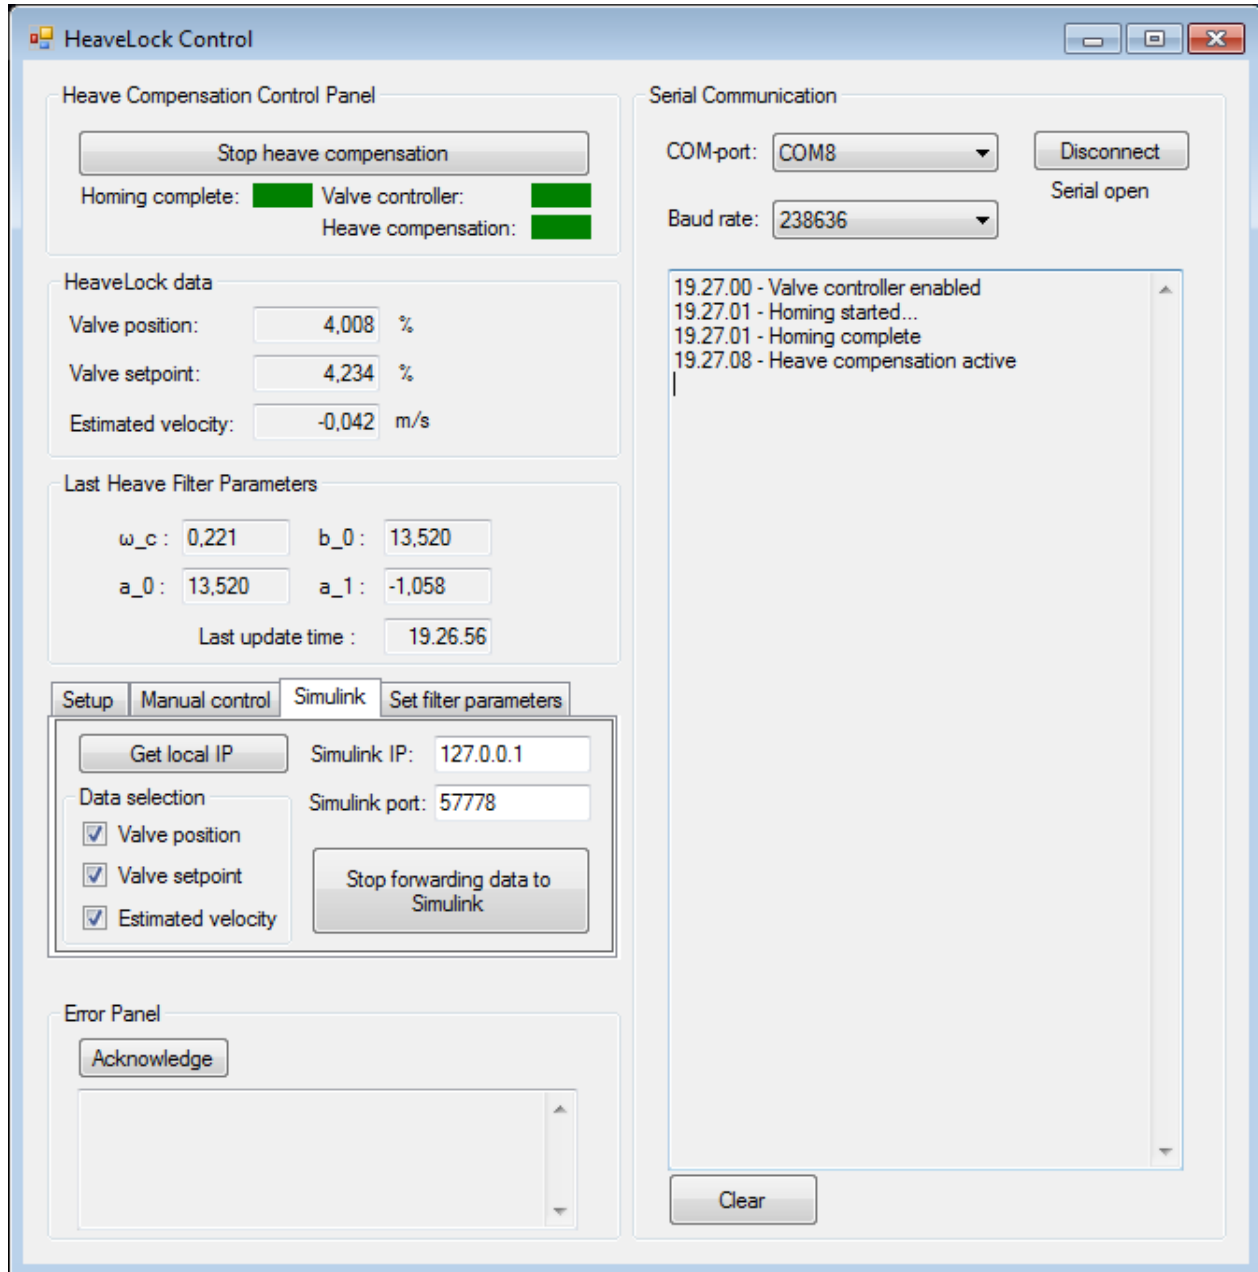 HeaveLock Control
Heave Compensation Control Panel
Stop heave compensation
Homing complete:
Valve controller:
Heave compensation:
HeaveLock data
Valve position: 4,008 %
Valve setpoint: 4,234 %
Estimated velocity: -0,042 m/s
Last Heave Filter Parameters
ω_c : 0,221 b_0 : 13,520
a_0 : 13,520 a_1 : -1,058
Last update time : 19.26.56
Setup Manual control Simulink Set filter parameters
Get local IP
Simulink IP: 127.0.0.1
Simulink port: 57778
Data selection
Valve position
Valve setpoint
Estimated velocity
Stop forwarding data to
Simulink
Error Panel
Acknowledge
Serial Communication
COM-port: COM8
Disconnect
Serial open
Baud rate: 238636
19.27.00 - Valve controller enabled
19.27.01 - Homing started...
19.27.01 - Homing complete
19.27.08 - Heave compensation active
Clear